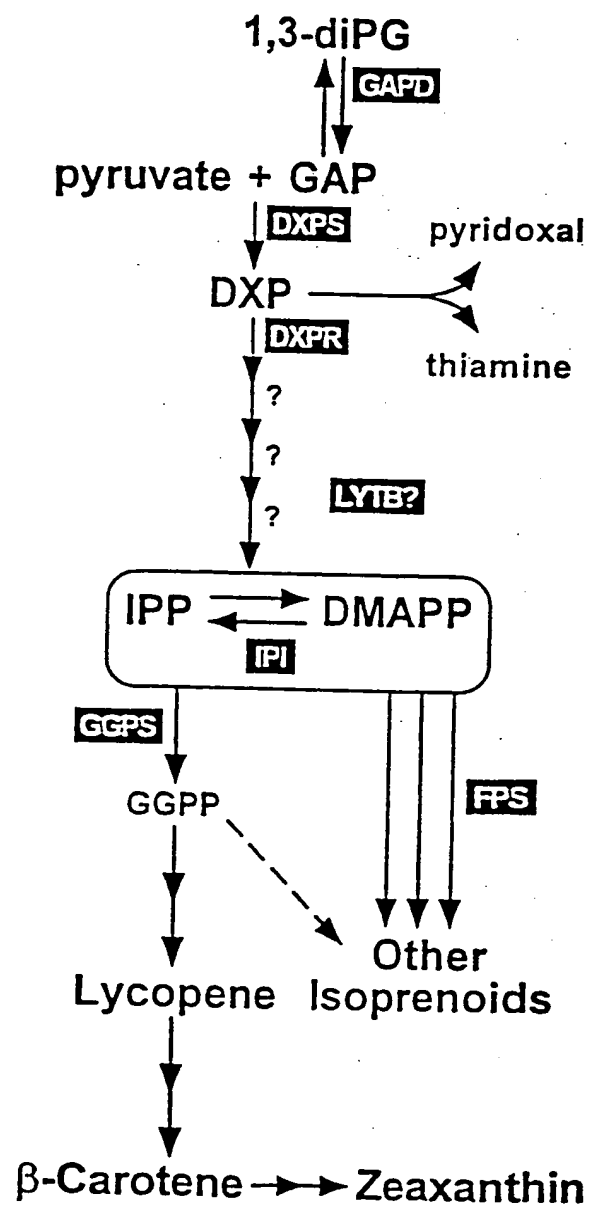 1,3-diPG
GAPD
pyruvate + GAP
DXPS
pyridoxal
DXP
DXPR
thiamine
?
?
LYTB?
?
IPP
DMAPP
IPI
GGPS
GGPP
FPS
Other
Lycopene
Isoprenoids
β-Carotene
Zeaxanthin